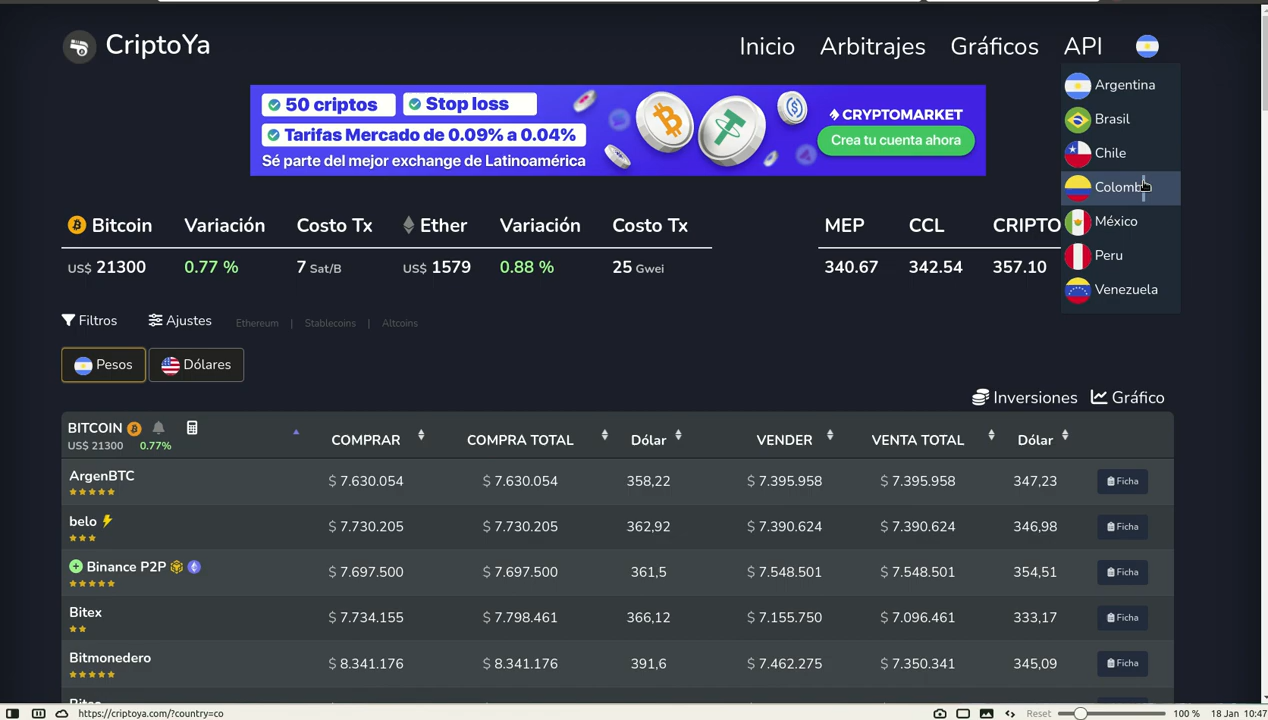 CriptoYa
Inicio Arbitrajes Gráficos API
Argentina
Brasil
Chile
México
Peru
Venezuela
50 criptos Stop loss
Tarifas Mercado de 0.09% a 0.04%
Sé parte del mejor exchange de Latinoamérica
CRYPTOMARKET
Crea tu cuenta ahora
Bitcoin Variación Costo Tx Ether Variación Costo Tx MEP CCL CRIPTO
US$ 21300 0.77 % 7 Sat/B US$ 1579 0.88 % 25 Gwei 340.67 342.54 357.10
Filtros Ajustes Ethereum | Stablecoins | Altcoins
Pesos Dólares
Inversiones Gráfico
BITCOIN
US$ 21300 0.77%
COMPRAR COMPRA TOTAL Dólar VENDER VENTA TOTAL Dólar
ArgenBTC $ 7.630.054 $ 7.630.054 358,22 $ 7.395.958 $ 7.395.958 347,23 Ficha
belo $ 7.730.205 $ 7.730.205 362,92 $ 7.390.624 $ 7.390.624 346,98 Ficha
Binance P2P $ 7.697.500 $ 7.697.500 361,5 $ 7.548.501 $ 7.548.501 354,51 Ficha
Bitex $ 7.734.155 $ 7.798.461 366,12 $ 7.155.750 $ 7.096.461 333,17 Ficha
Bitmonedero $ 8.341.176 $ 8.341.176 391,6 $ 7.462.275 $ 7.350.341 345,09 Ficha
https://criptoya.com/?country=co Reset 100 % 18 Jan 10:47